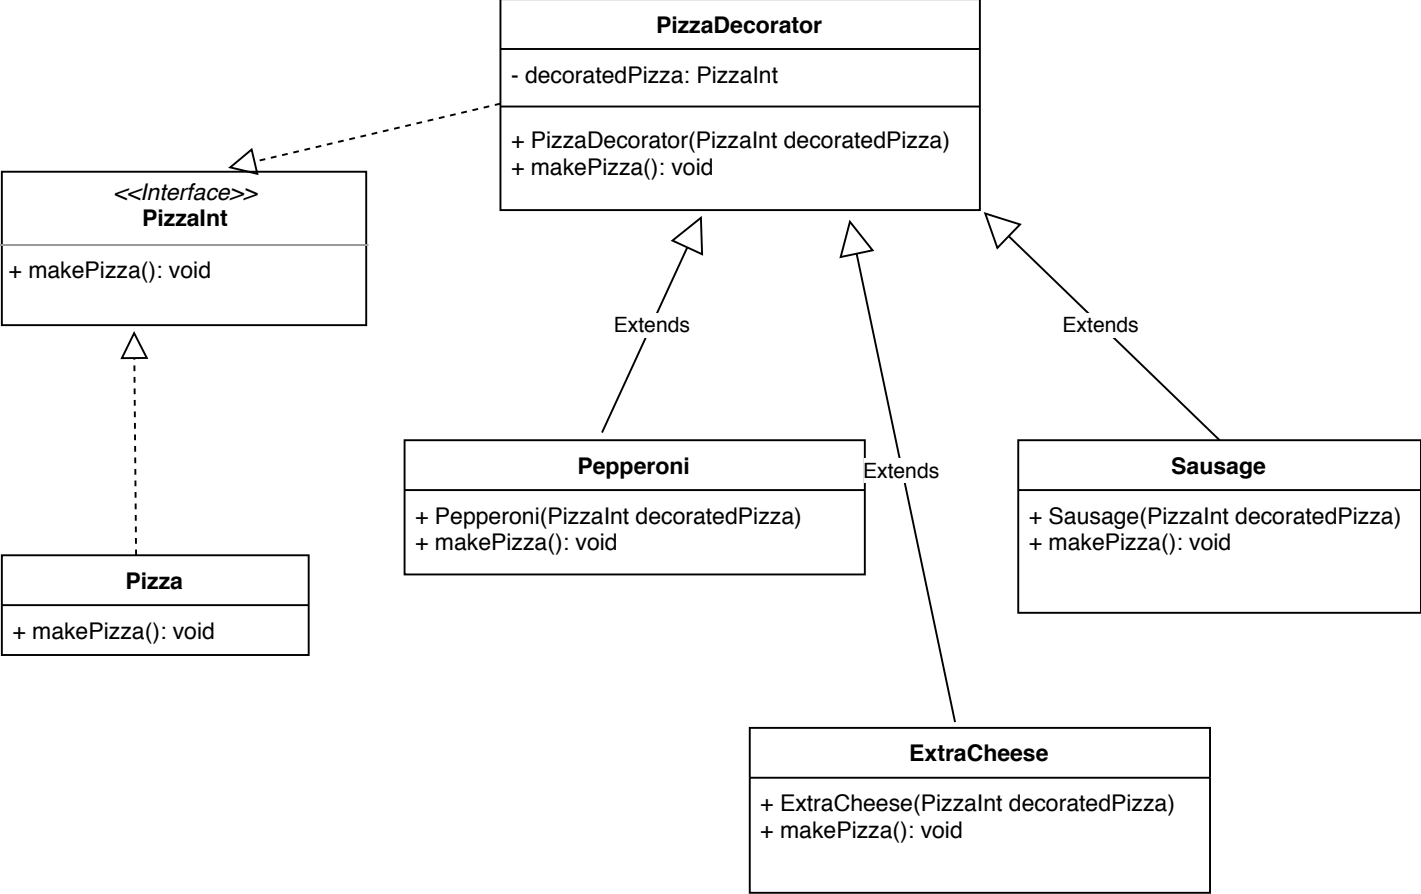 PizzaDecorator
- decoratedPizza: PizzaInt
+ PizzaDecorator(PizzaInt decoratedPizza)
+ makePizza(): void
<<Interface>>
PizzaInt
+ makePizza(): void
Extends
Extends
Extends
Pepperoni
+ Pepperoni(PizzaInt decoratedPizza)
+ makePizza(): void
Sausage
+ Sausage(PizzaInt decoratedPizza)
+ makePizza(): void
Pizza
+ makePizza(): void
ExtraCheese
+ ExtraCheese(PizzaInt decoratedPizza)
+ makePizza(): void